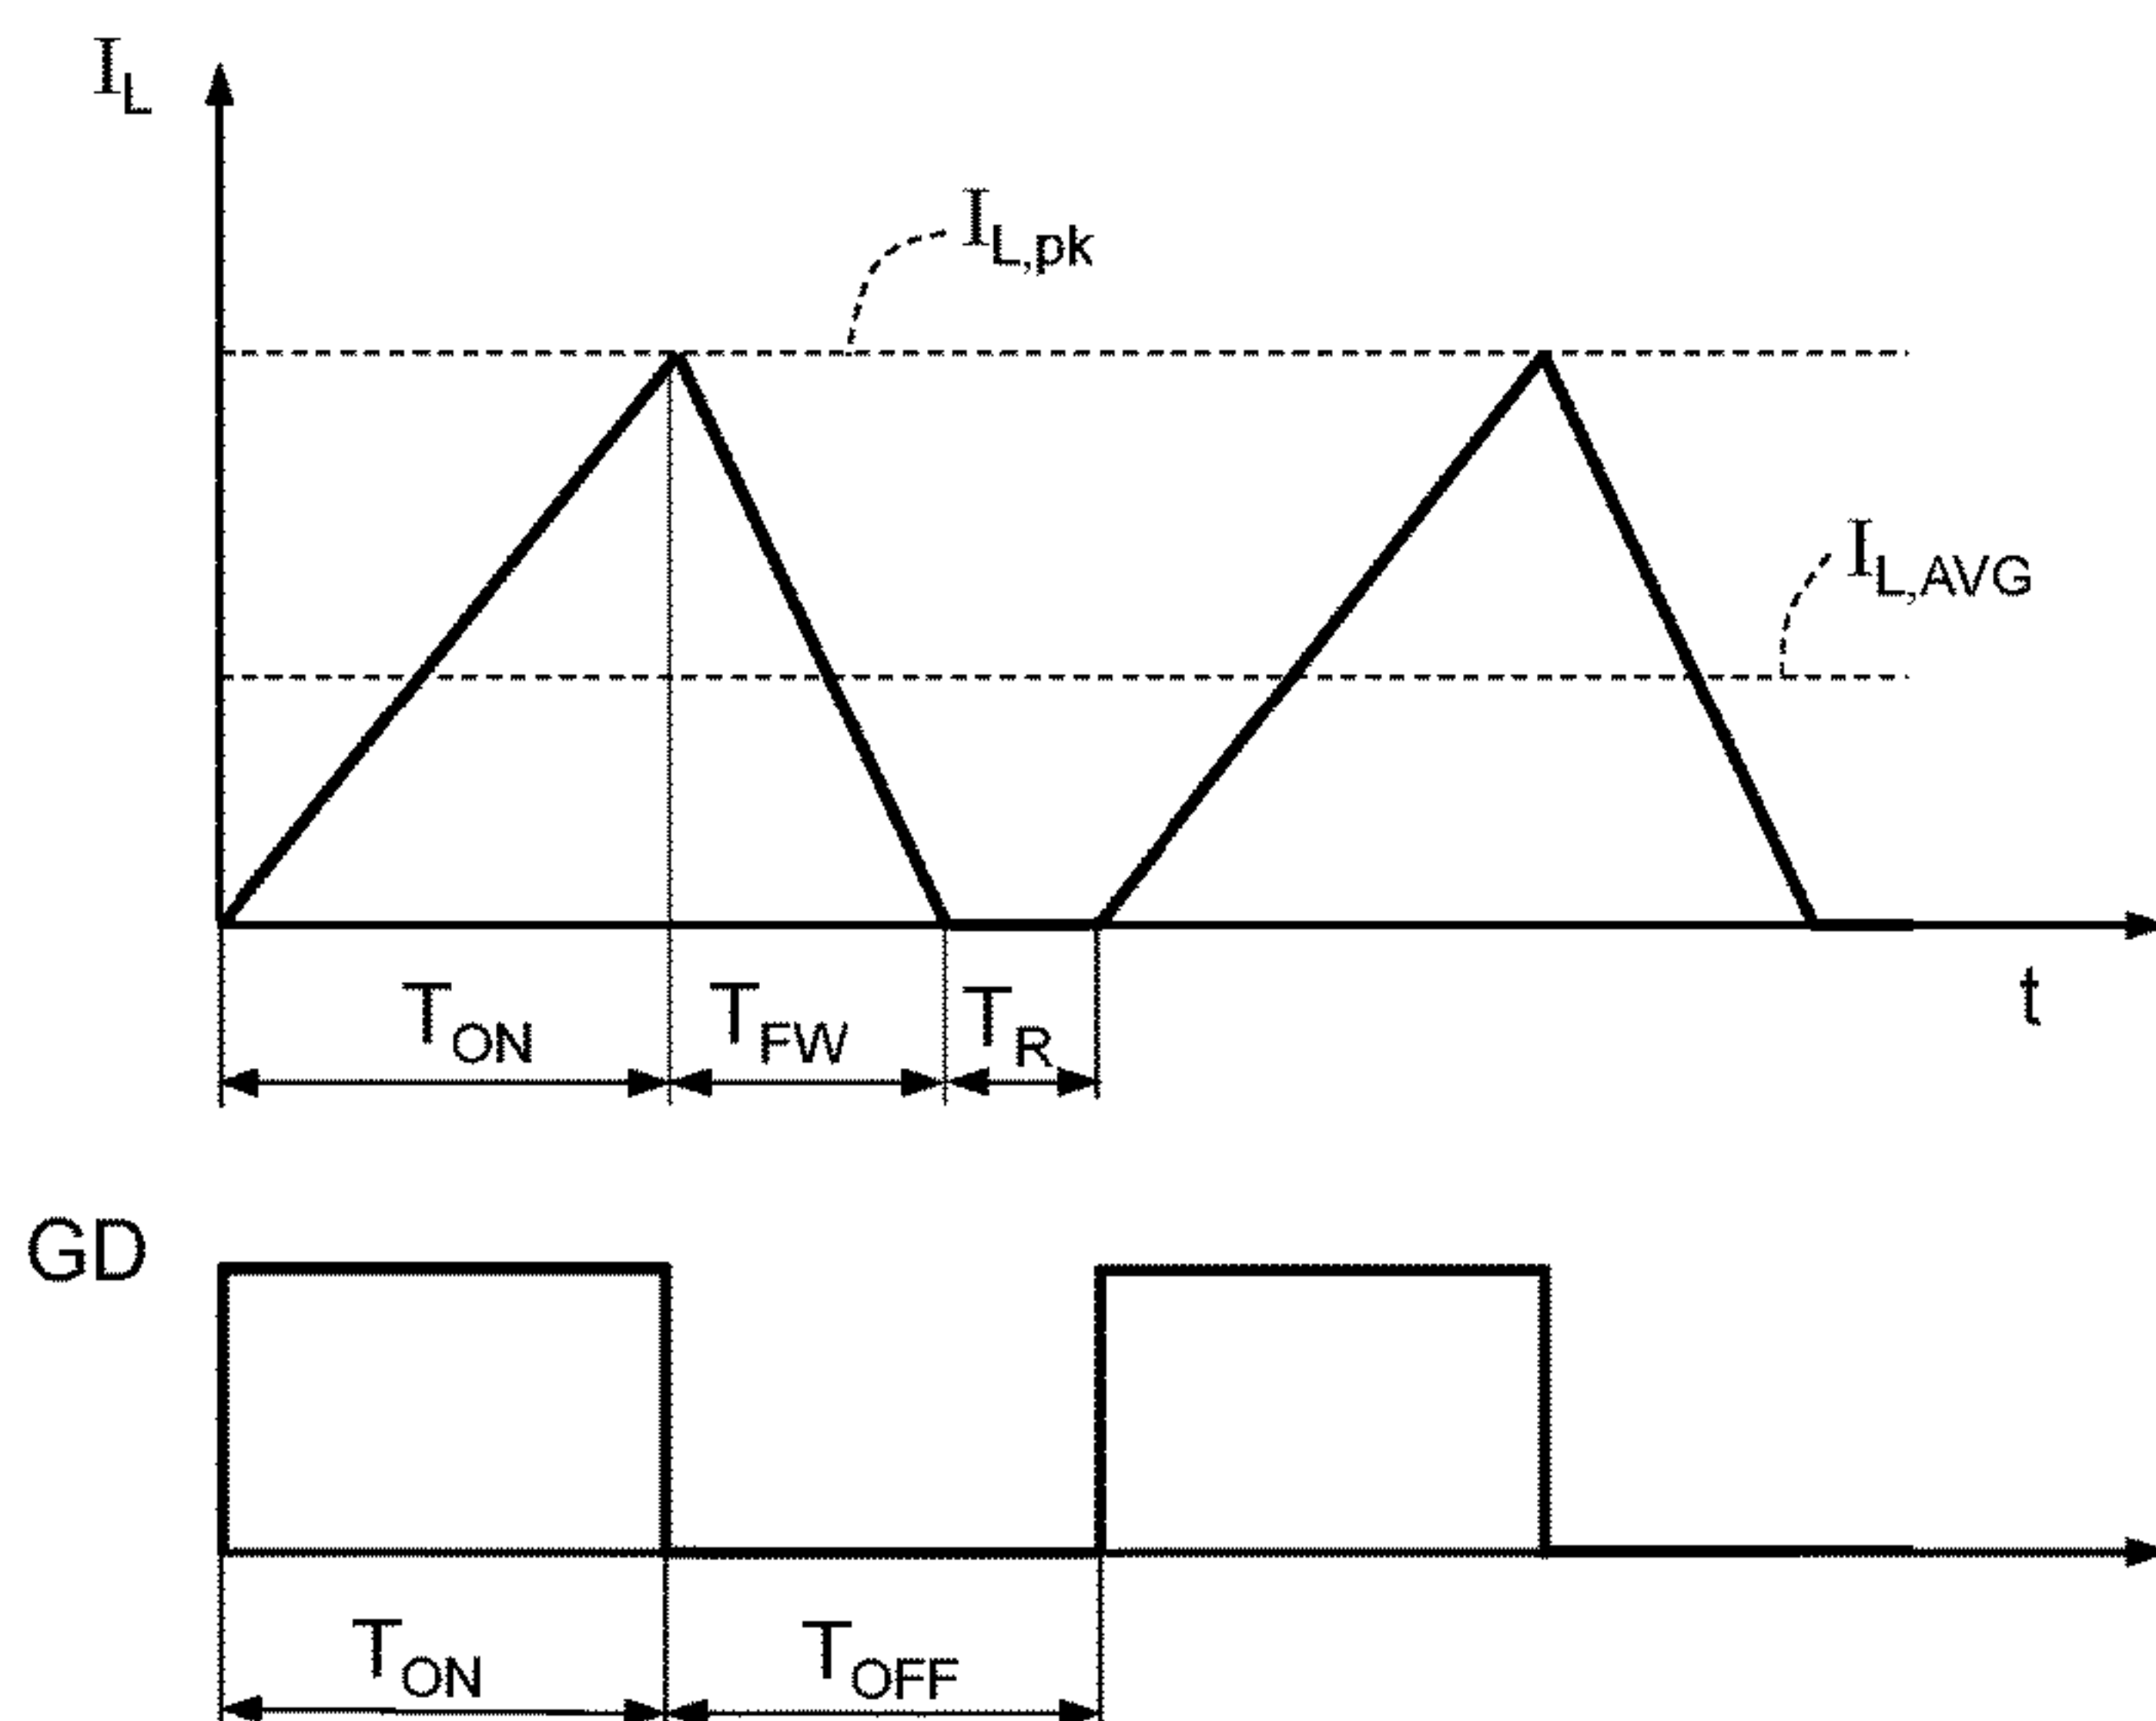 IL
IL,pk
IL,AVG
TON TFW TR t
GD
TON TOFF